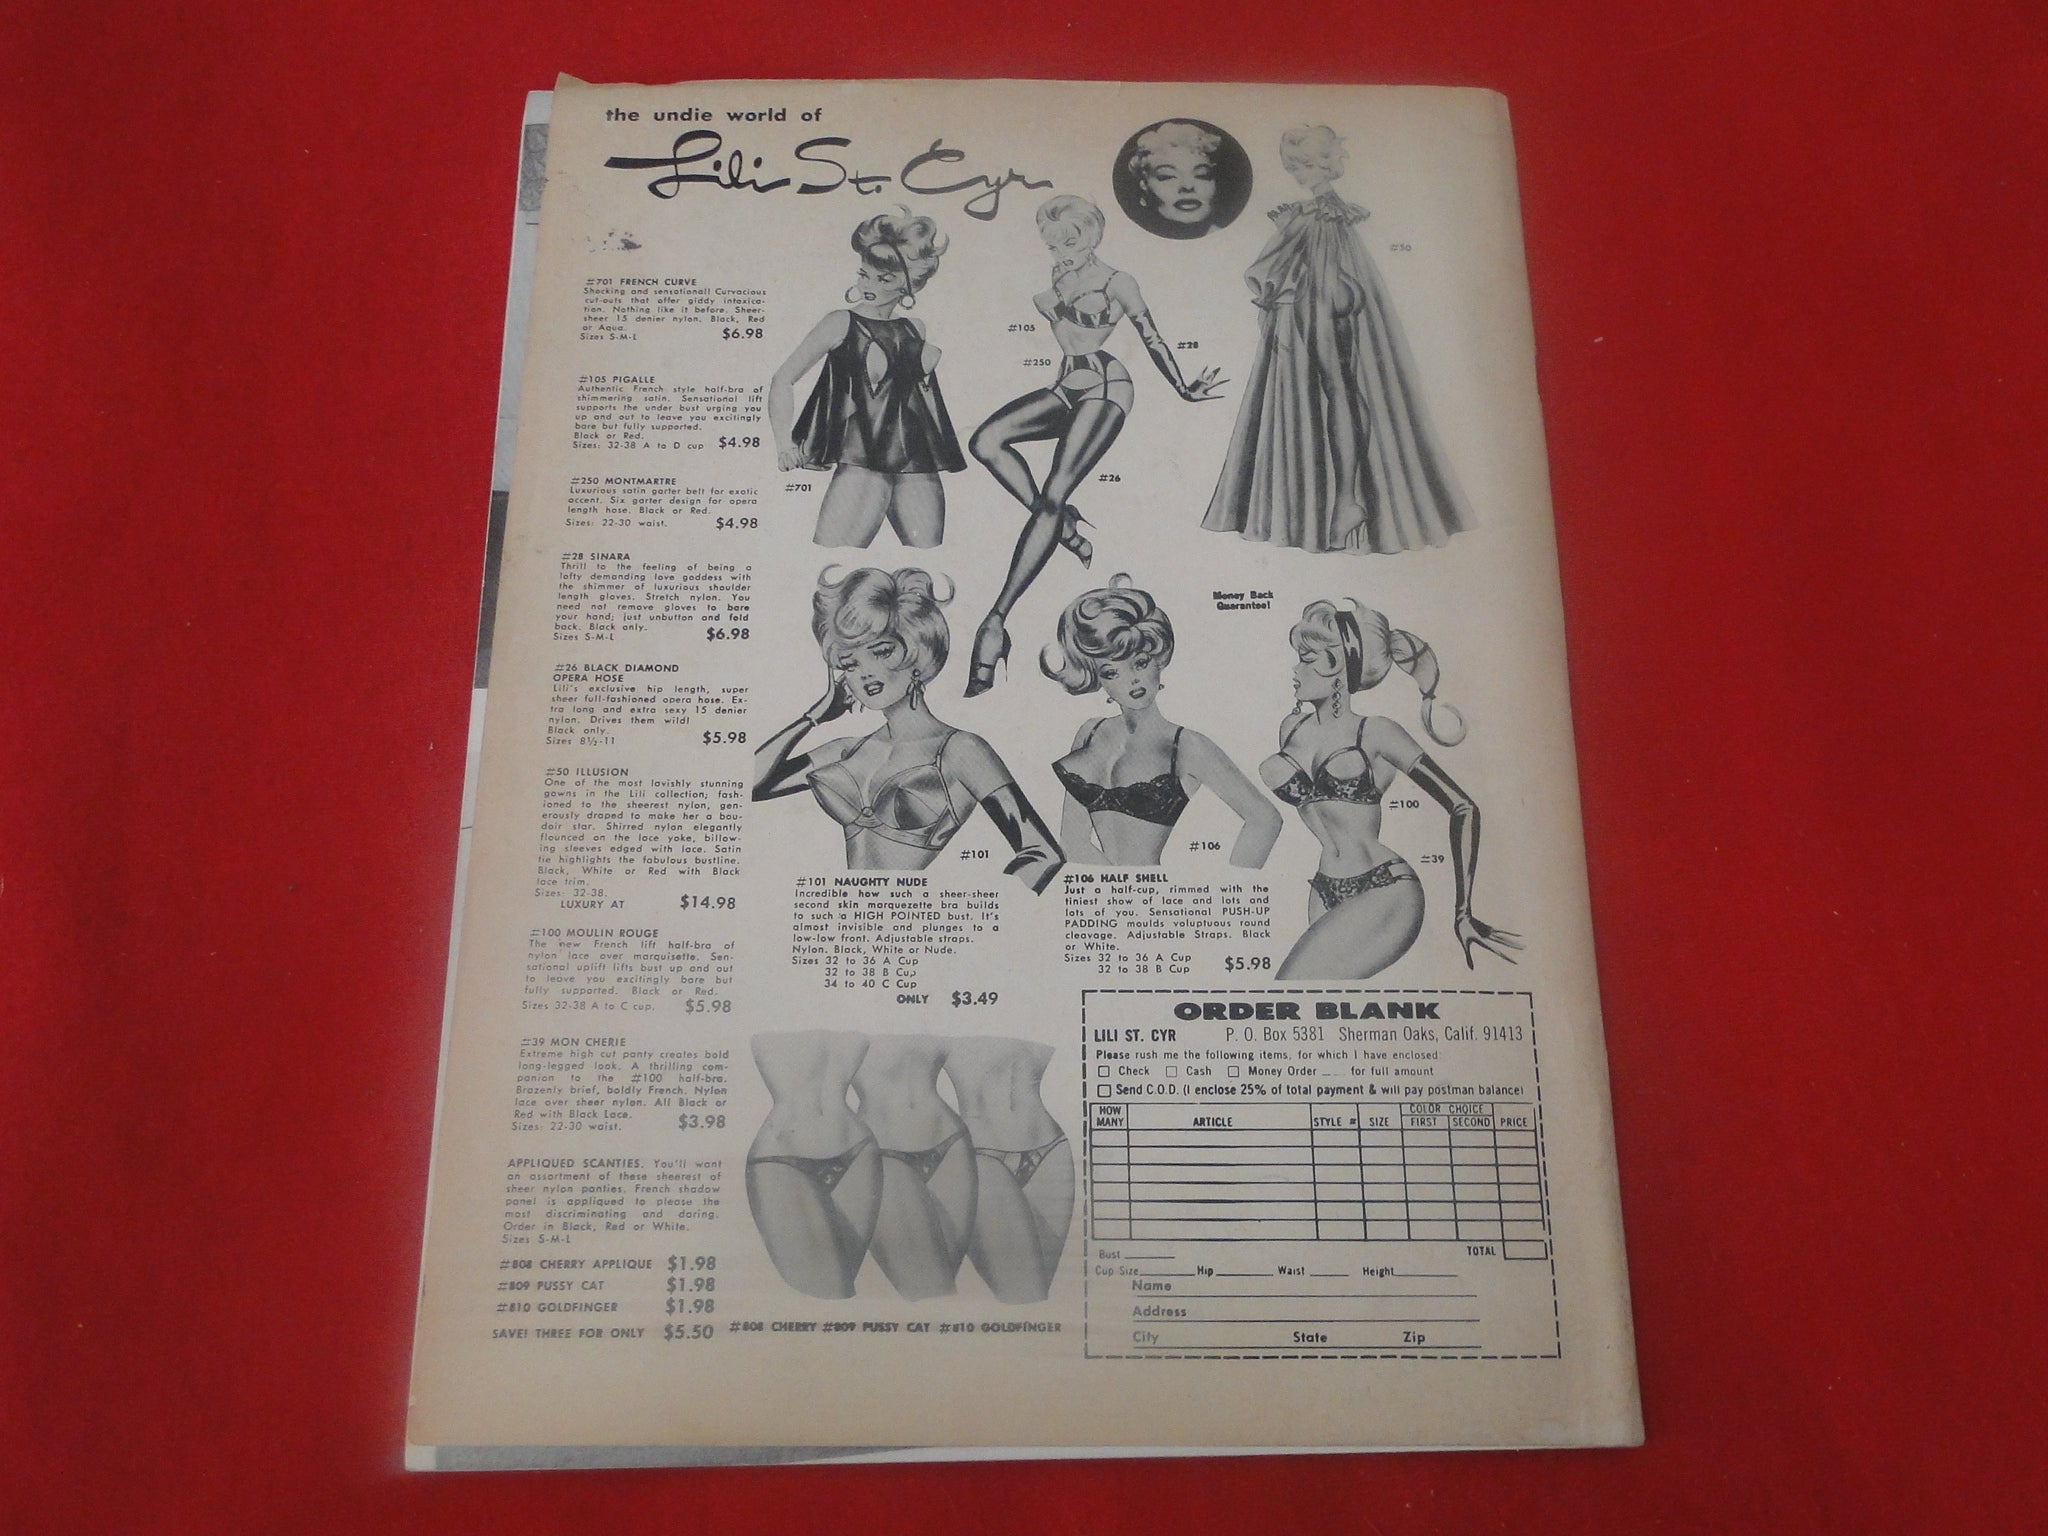 the undie world of
Lili St. Cyr
#50
#701 FRENCH CURVE
Shocking and sensational! Curvacious
cut-outs that offer giddy intoxica-
tion. Nothing like it before. Sheer-
sheer 15 denier nylon. Black, Red
or Aqua.
Sizes S-M-L $6.98
#105 PIGALLE
Authentic French style half-bra of
shimmering satin. Sensational lift
supports the under bust urging you
up and out to leave you excitingly
bare but fully supported.
Black or Red.
Sizes: 32-38 A to D cup $4.98
#250 MONTMARTRE
Luxurious satin garter belt for exotic
accent. Six garter design for opera
length hose. Black or Red.
Sizes: 22-30 waist. $4.98
#28 SINARA
Thrill to the feeling of being a
lofty demanding love goddess with
the shimmer of luxurious shoulder
length gloves. Stretch nylon. You
need not remove gloves to bare
your hand; just unbutton and fold
back. Black only.
Sizes S-M-L $6.98
#26 BLACK DIAMOND
OPERA HOSE
Lili's exclusive hip length, super
sheer full-fashioned opera hose. Ex-
tra long and extra sexy 15 denier
nylon. Drives them wild!
Black only.
Sizes 8½-11 $5.98
#50 ILLUSION
One of the most lavishly stunning
gowns in the Lili collection; fash-
ioned to the sheerest nylon, gen-
erously draped to make her a bou-
doir star. Shirred nylon elegantly
flounced on the lace yoke, billow-
ing sleeves edged with lace. Satin
tie highlights the fabulous bustline.
Black, White or Red with Black
lace trim.
Sizes: 32-38.
LUXURY AT $14.98
#100 MOULIN ROUGE
The new French lift half-bra of
nylon lace over marquisette. Sen-
sational uplift lifts bust up and out
to leave you excitingly bare but
fully supported. Black or Red.
Sizes 32-38 A to C cup. $5.98
#39 MON CHERIE
Extreme high cut panty creates bold
long-legged look. A thrilling com-
panion to the #100 half-bra.
Brazenly brief, boldly French. Nylon
lace over sheer nylon. All Black or
Red with Black Lace.
Sizes: 22-30 waist. $3.98
APPLIQUED SCANTIES. You'll want
an assortment of these sheerest of
sheer nylon panties. French shadow
panel is appliqued to please the
most discriminating and daring.
Order in Black, Red or White.
Sizes S-M-L
#808 CHERRY APPLIQUE $1.98
#809 PUSSY CAT $1.98
#810 GOLDFINGER $1.98
SAVE! THREE FOR ONLY $5.50
#701
#105
#250
#28
#26
Money Back
Guarantee!
#101
#106
#100
#39
#101 NAUGHTY NUDE
Incredible how such a sheer-sheer
second skin marquezette bra builds
to such a HIGH POINTED bust. It's
almost invisible and plunges to a
low-low front. Adjustable straps.
Nylon. Black, White or Nude.
Sizes 32 to 36 A Cup
32 to 38 B Cup
34 to 40 C Cup
ONLY $3.49
#106 HALF SHELL
Just a half-cup, rimmed with the
tiniest show of lace and lots and
lots of you. Sensational PUSH-UP
PADDING moulds voluptuous round
cleavage. Adjustable Straps. Black
or White.
Sizes 32 to 36 A Cup
32 to 38 B Cup $5.98
#808 CHERRY #809 PUSSY CAT #810 GOLDFINGER
ORDER BLANK
LILI ST. CYR P. O. Box 5381 Sherman Oaks, Calif. 91413
Please rush me the following items, for which I have enclosed:
Check Cash Money Order ___ for full amount
Send C.O.D. (I enclose 25% of total payment & will pay postman balance)
HOW MANY ARTICLE STYLE # SIZE COLOR CHOICE FIRST SECOND PRICE
TOTAL
Bust
Cup Size Hip Waist Height
Name
Address
City State Zip